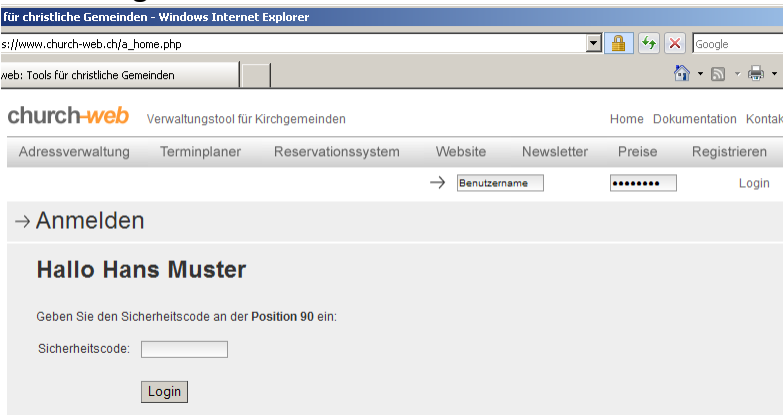 für christliche Gemeinden - Windows Internet Explorer
s://www.church-web.ch/a_home.php
Google
web: Tools für christliche Gemeinden
church-web Verwaltungstool für Kirchgemeinden Home Dokumentation Kontak
Adressverwaltung Terminplaner Reservationssystem Website Newsletter Preise Registrieren
→ Benutzername •••••••• Login
→ Anmelden
Hallo Hans Muster
Geben Sie den Sicherheitscode an der Position 90 ein:
Sicherheitscode:
Login